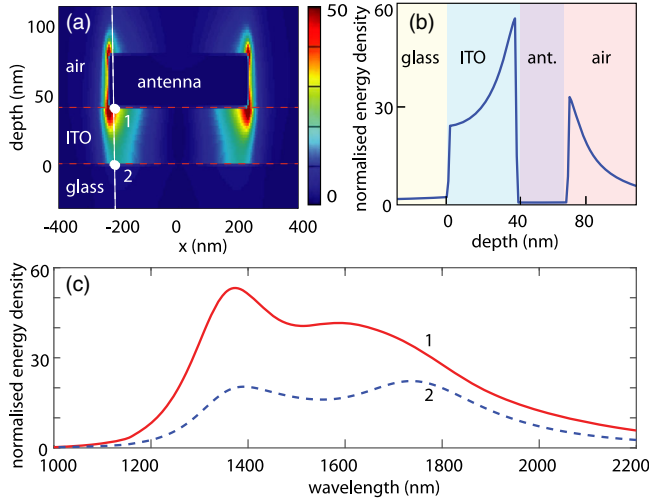 (a)
100
50
0
depth (nm)
air
ITO
glass
antenna
1
2
-400
-200
0
200
400
x (nm)
50
0
(b)
60
30
0
normalised energy density
glass
ITO
ant.
air
0
40
80
depth (nm)
(c)
60
30
0
normalised energy density
1
2
1000
1200
1400
1600
1800
2000
2200
wavelength (nm)